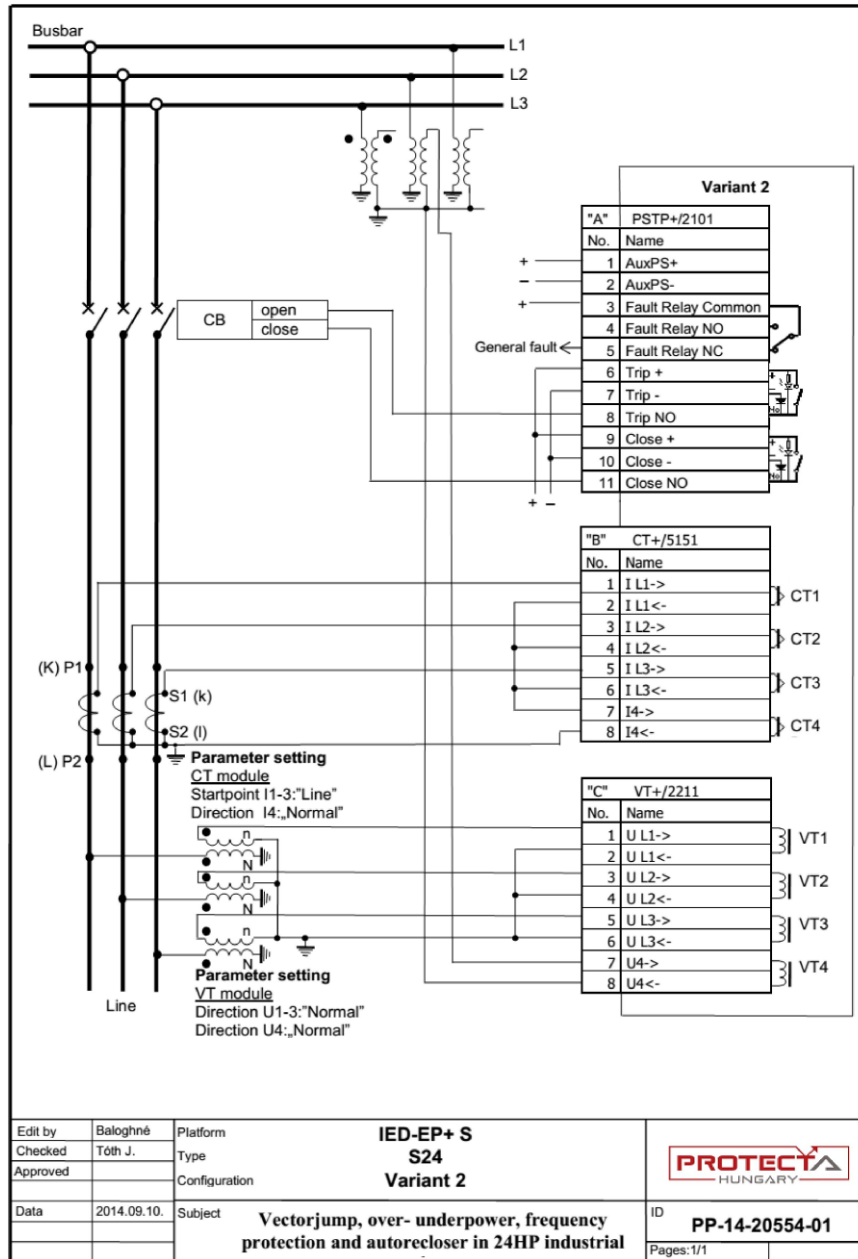 Busbar
L1
L2
L3
Variant 2
"A" PSTP+/2101
No. Name
+ 1 AuxPS+
– 2 AuxPS-
+ 3 Fault Relay Common
4 Fault Relay NO
General fault 5 Fault Relay NC
6 Trip +
7 Trip -
8 Trip NO
9 Close +
10 Close -
11 Close NO
+ –
CB open
close
"B" CT+/5151
No. Name
1 I L1->
2 I L1<-
3 I L2->
4 I L2<-
5 I L3->
6 I L3<-
7 I4->
8 I4<-
CT1
CT2
CT3
CT4
(K) P1
S1 (k)
S2 (l)
(L) P2
Parameter setting
CT module
Startpoint I1-3:"Line"
Direction I4:„Normal"
"C" VT+/2211
No. Name
1 U L1->
2 U L1<-
3 U L2->
4 U L2<-
5 U L3->
6 U L3<-
7 U4->
8 U4<-
VT1
VT2
VT3
VT4
n
N
n
N
n
N
Parameter setting
VT module
Direction U1-3:"Normal"
Direction U4:„Normal"
Line
Edit by Baloghné
Checked Tóth J.
Approved
Data 2014.09.10.
Platform IED-EP+ S
Type S24
Configuration Variant 2
Subject Vectorjump, over- underpower, frequency
protection and autorecloser in 24HP industrial
PROTECTA
HUNGARY
ID PP-14-20554-01
Pages:1/1